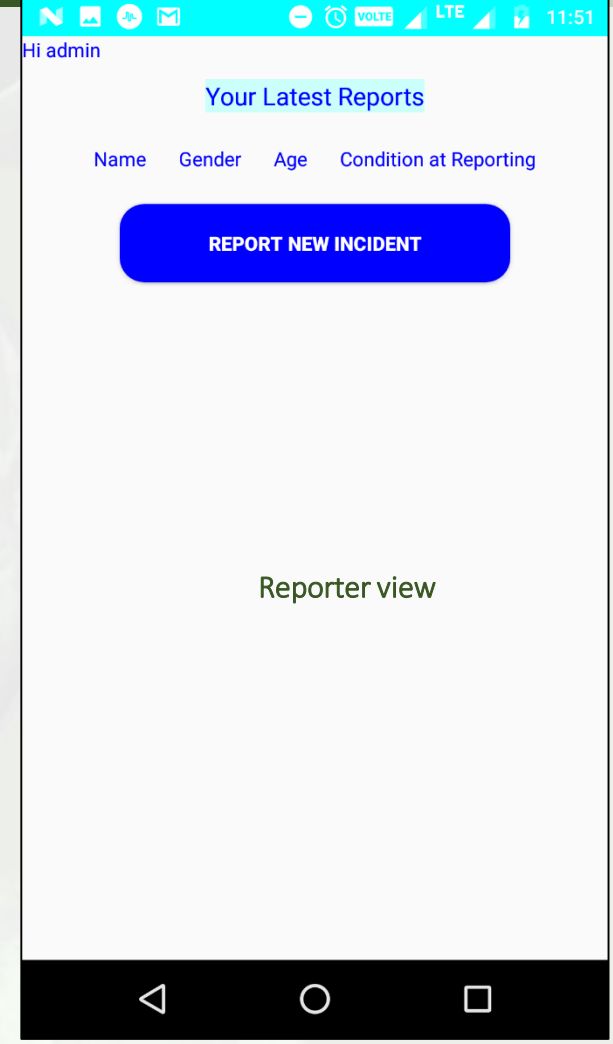 VOLTE LTE 11:51
Hi admin
Your Latest Reports
Name Gender Age Condition at Reporting
REPORT NEW INCIDENT
Reporter view